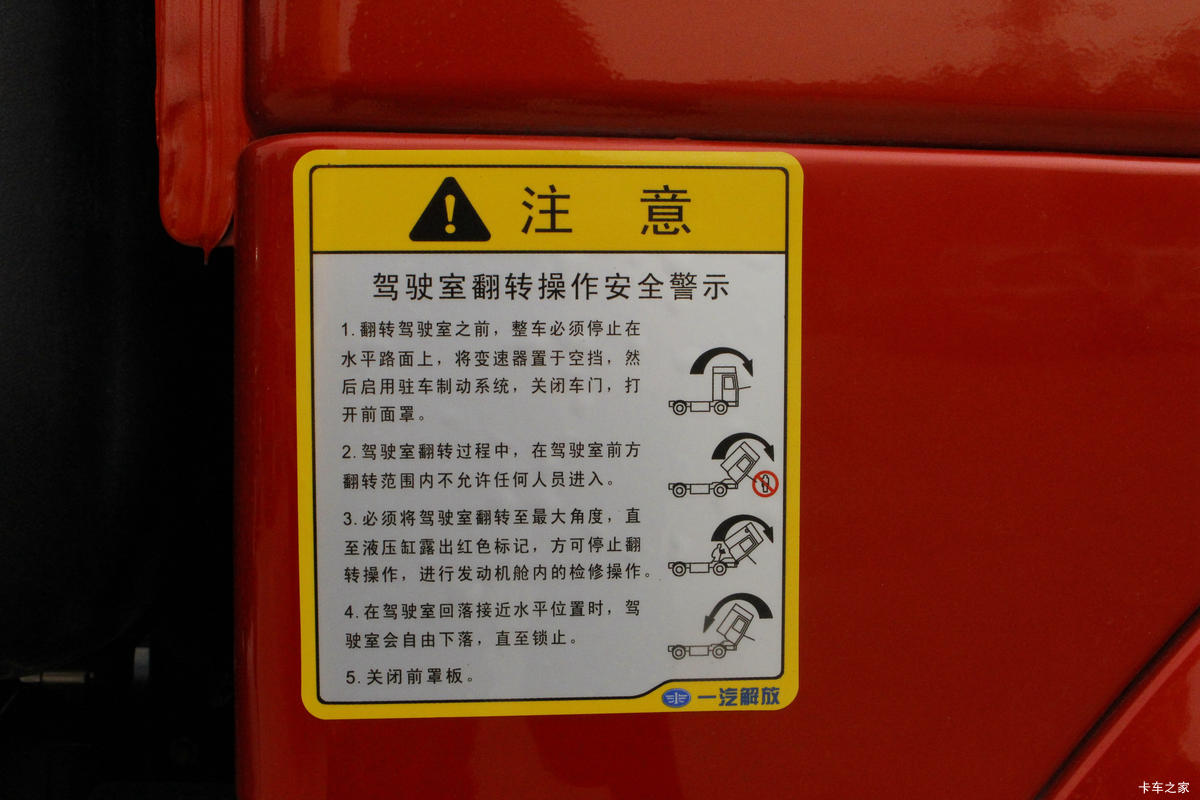 注 意
驾驶室翻转操作安全警示
1.翻转驾驶室之前，整车必须停止在
水平路面上，将变速器置于空挡，然
后启用驻车制动系统，关闭车门，打
开前面罩。
2.驾驶室翻转过程中，在驾驶室前方
翻转范围内不允许任何人员进入。
3.必须将驾驶室翻转至最大角度，直
至液压缸露出红色标记，方可停止翻
转操作，进行发动机舱内的检修操作。
4.在驾驶室回落接近水平位置时，驾
驶室会自由下落，直至锁止。
5.关闭前罩板。
一汽解放
卡车之家